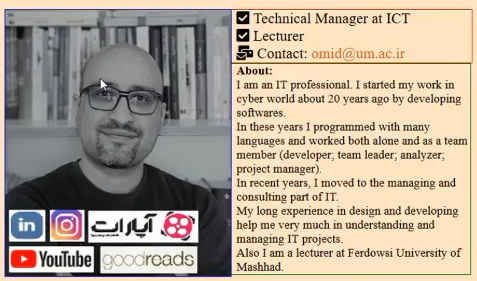 Technical Manager at ICT
Lecturer
Contact: omid@um.ac.ir
About:
I am an IT professional. I started my work in
cyber world about 20 years ago by developing
softwares.
In these years I programmed with many
languages and worked both alone and as a team
member (developer; team leader; analyzer;
project manager).
In recent years, I moved to the managing and
consulting part of IT.
My long experience in design and developing
help me very much in understanding and
managing IT projects.
Also I am a lecturer at Ferdowsi University of
Mashhad.
in
آپارات
YouTube
goodreads